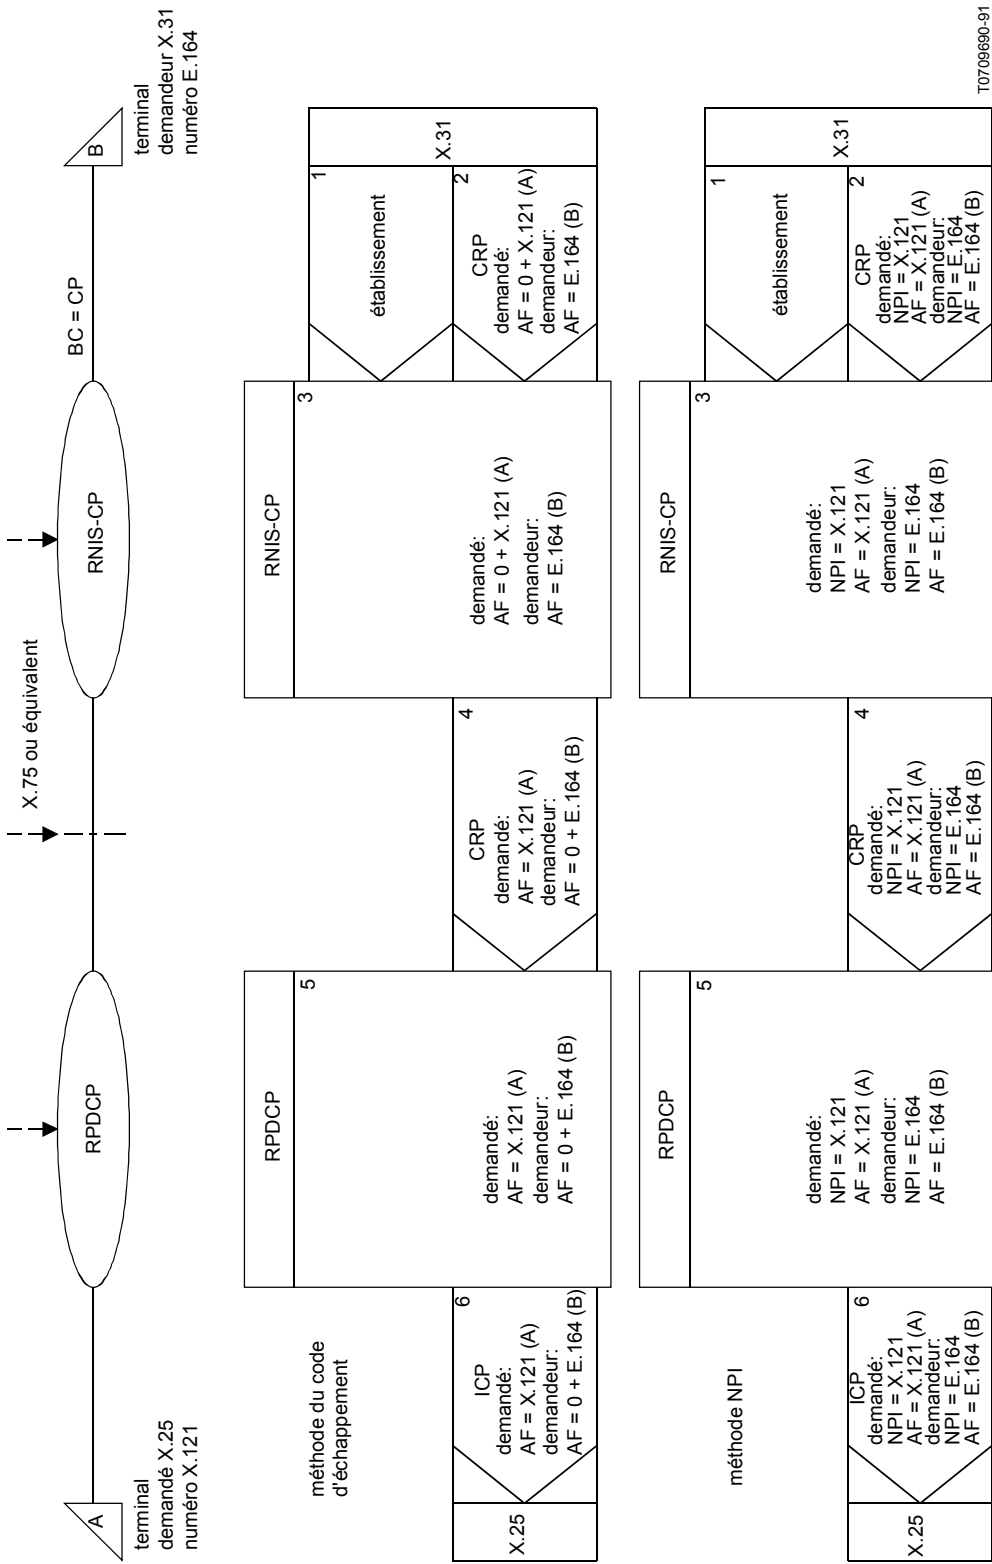 A
terminal
demandé X.25
numéro X.121
RPDCP
X.75 ou équivalent
RNIS-CP
BC = CP
B
terminal
demandeur X.31
numéro E.164
méthode du code
d'échappement
X.25
6
ICP
demandé:
AF = X.121 (A)
demandeur:
AF = 0 + E.164 (B)
RPDCP
5
demandé:
AF = X.121 (A)
demandeur:
AF = 0 + E.164 (B)
4
CRP
demandé:
AF = X.121 (A)
demandeur:
AF = 0 + E.164 (B)
RNIS-CP
3
demandé:
AF = 0 + X.121 (A)
demandeur:
AF = E.164 (B)
1
établissement
2
CRP
demandé:
AF = 0 + X.121 (A)
demandeur:
AF = E.164 (B)
X.31
méthode NPI
X.25
6
ICP
demandé:
NPI = X.121
AF = X.121 (A)
demandeur:
NPI = E.164
AF = E.164 (B)
RPDCP
5
demandé:
NPI = X.121
AF = X.121 (A)
demandeur:
NPI = E.164
AF = E.164 (B)
4
CRP
demandé:
NPI = X.121
AF = X.121 (A)
demandeur:
NPI = E.164
AF = E.164 (B)
RNIS-CP
3
demandé:
NPI = X.121
AF = X.121 (A)
demandeur:
NPI = E.164
AF = E.164 (B)
1
établissement
2
CRP
demandé:
NPI = X.121
AF = X.121 (A)
demandeur:
NPI = E.164
AF = E.164 (B)
X.31
T0709690-91